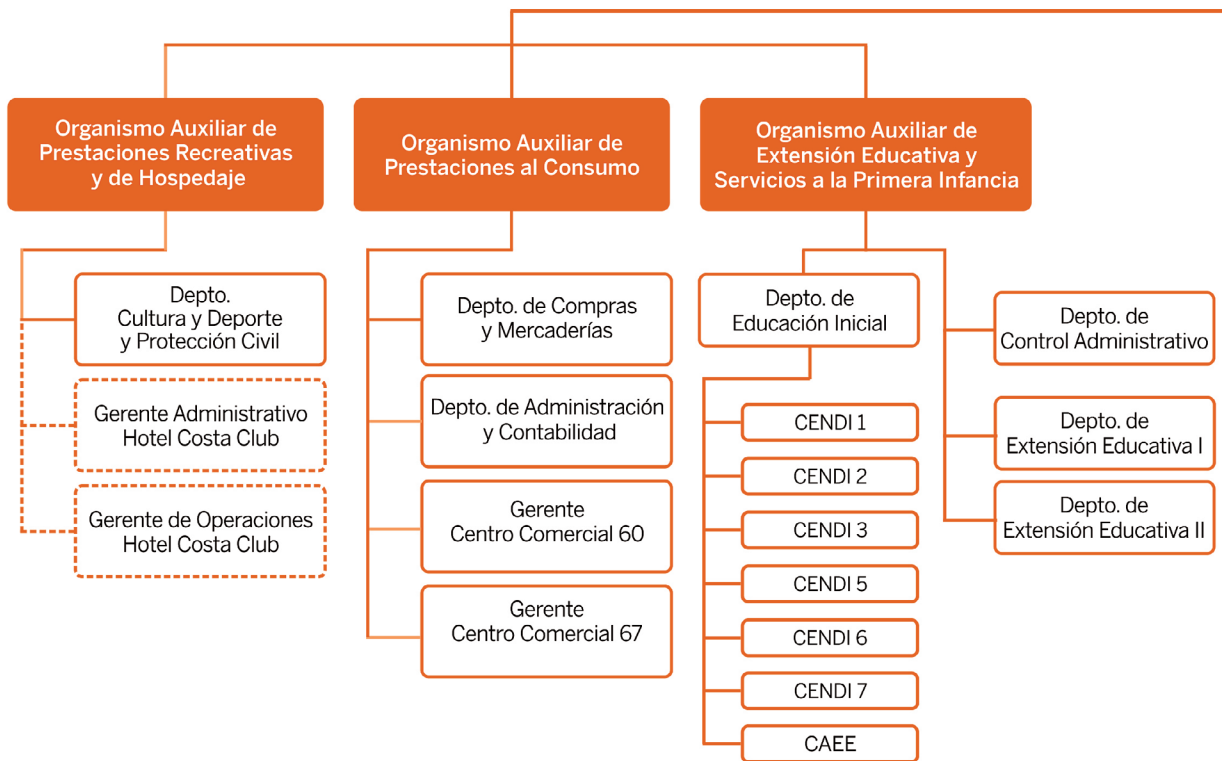 Organismo Auxiliar de
Prestaciones Recreativas
y de Hospedaje
Depto.
Cultura y Deporte
y Protección Civil
Gerente Administrativo
Hotel Costa Club
Gerente de Operaciones
Hotel Costa Club
Organismo Auxiliar de
Prestaciones al Consumo
Depto. de Compras
y Mercaderías
Depto. de Administración
y Contabilidad
Gerente
Centro Comercial 60
Gerente
Centro Comercial 67
Organismo Auxiliar de
Extensión Educativa y
Servicios a la Primera Infancia
Depto. de
Educación Inicial
CENDI 1
CENDI 2
CENDI 3
CENDI 5
CENDI 6
CENDI 7
CAEE
Depto. de
Control Administrativo
Depto. de
Extensión Educativa I
Depto. de
Extensión Educativa II